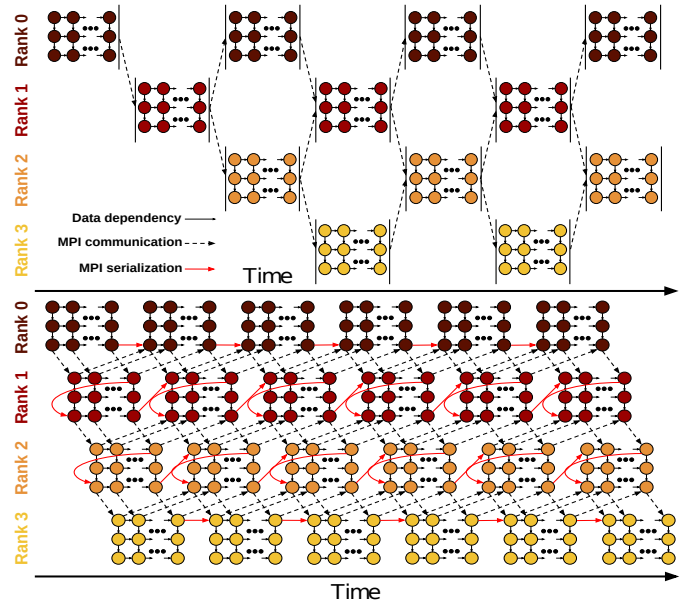 Rank 0
Rank 1
Rank 2
Rank 3
Data dependency
MPI communication
MPI serialization
Time
Rank 0
Rank 1
Rank 2
Rank 3
Time